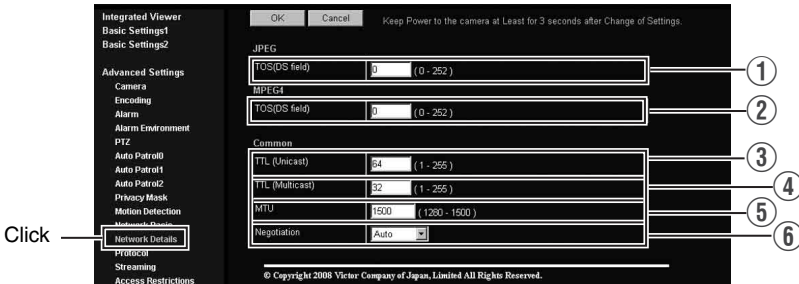 Integrated Viewer
Basic Settings1
Basic Settings2
Advanced Settings
Camera
Encoding
Alarm
Alarm Environment
PTZ
Auto Patrol0
Auto Patrol1
Auto Patrol2
Privacy Mask
Motion Detection
Network Basic
Network Details
Protocol
Streaming
Access Restrictions
Click
OK Cancel Keep Power to the camera at Least for 3 seconds after Change of Settings.
JPEG
TOS(DS field) 0 ( 0 - 252 ) ①
MPEG4
TOS(DS field) 0 ( 0 - 252 ) ②
Common
TTL (Unicast) 64 ( 1 - 255 ) ③
TTL (Multicast) 32 ( 1 - 255 ) ④
MTU 1500 ( 1280 - 1500 ) ⑤
Negotiation Auto ⑥
© Copyright 2008 Victor Company of Japan, Limited All Rights Reserved.